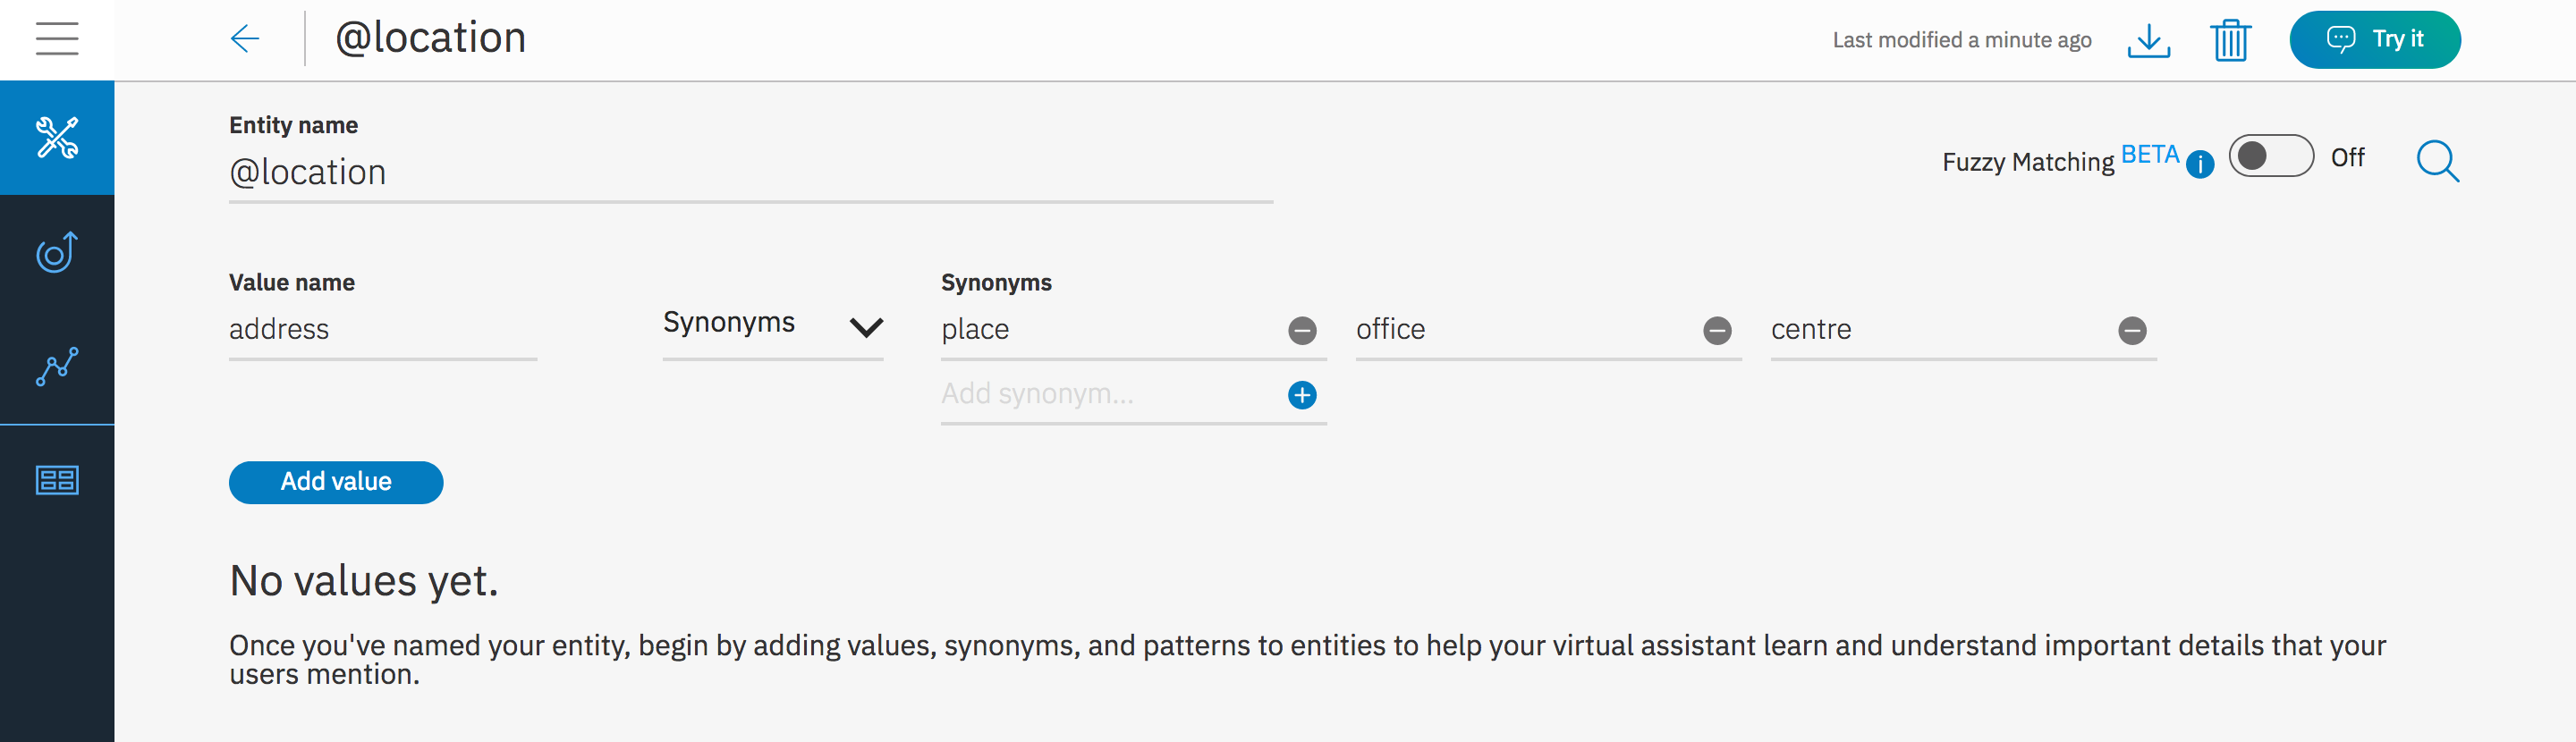 @location
Last modified a minute ago
Try it
Entity name
@location
Fuzzy Matching BETA i Off
Value name
Synonyms
address
Synonyms
place
office
centre
Add synonym...
Add value
No values yet.
Once you've named your entity, begin by adding values, synonyms, and patterns to entities to help your virtual assistant learn and understand important details that your
users mention.